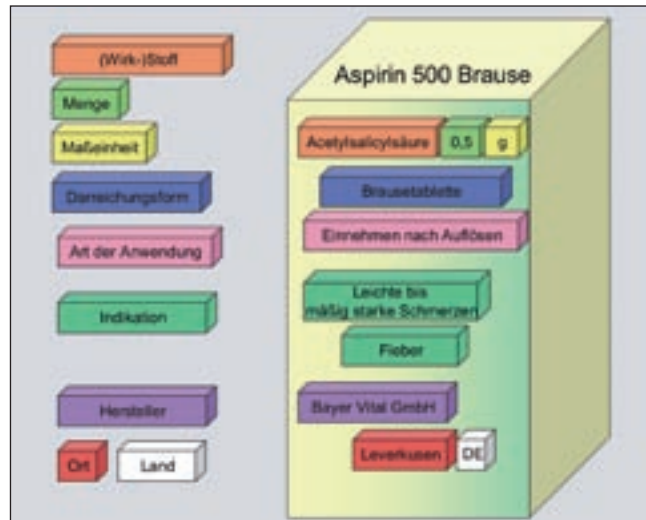 (Wirk-)Stoff
Menge
Maßeinheit
Darreichungsform
Art der Anwendung
Indikation
Hersteller
Ort
Land
Aspirin 500 Brause
Acetylsalicylsäure 0,5 g
Brausetablette
Einnehmen nach Auflösen
Leichte bis
mäßig starke Schmerzen
Fieber
Bayer Vital GmbH
Leverkusen DE